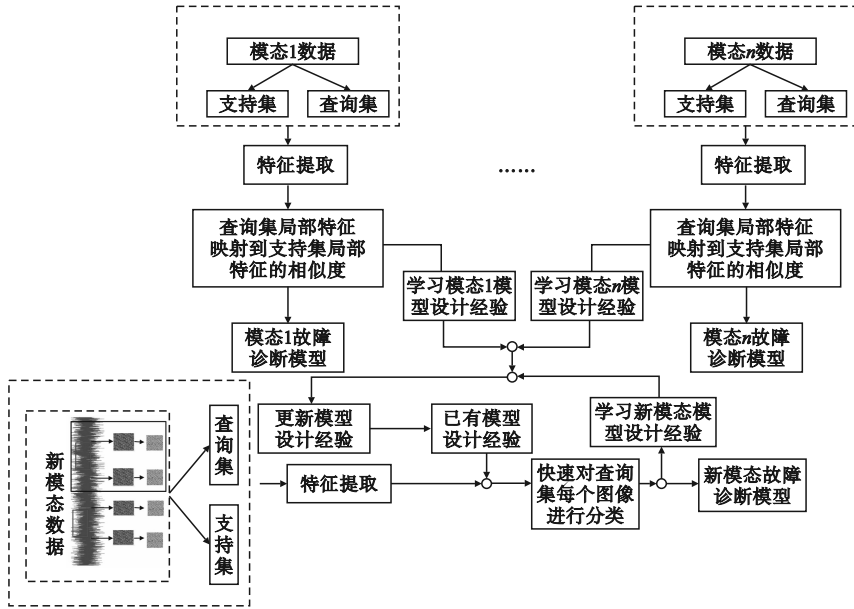 模态1数据
支持集
查询集
特征提取
查询集局部特征
映射到支持集局部
特征的相似度
模态1故障
诊断模型
学习模态1模
型设计经验
……
模态n数据
支持集
查询集
特征提取
查询集局部特征
映射到支持集局部
特征的相似度
模态n故障
诊断模型
学习模态n模
型设计经验
更新模型
设计经验
已有模型
设计经验
学习新模态模
型设计经验
新模态数据
查询集
支持集
特征提取
快速对查询
集每个图像
进行分类
新模态故障
诊断模型